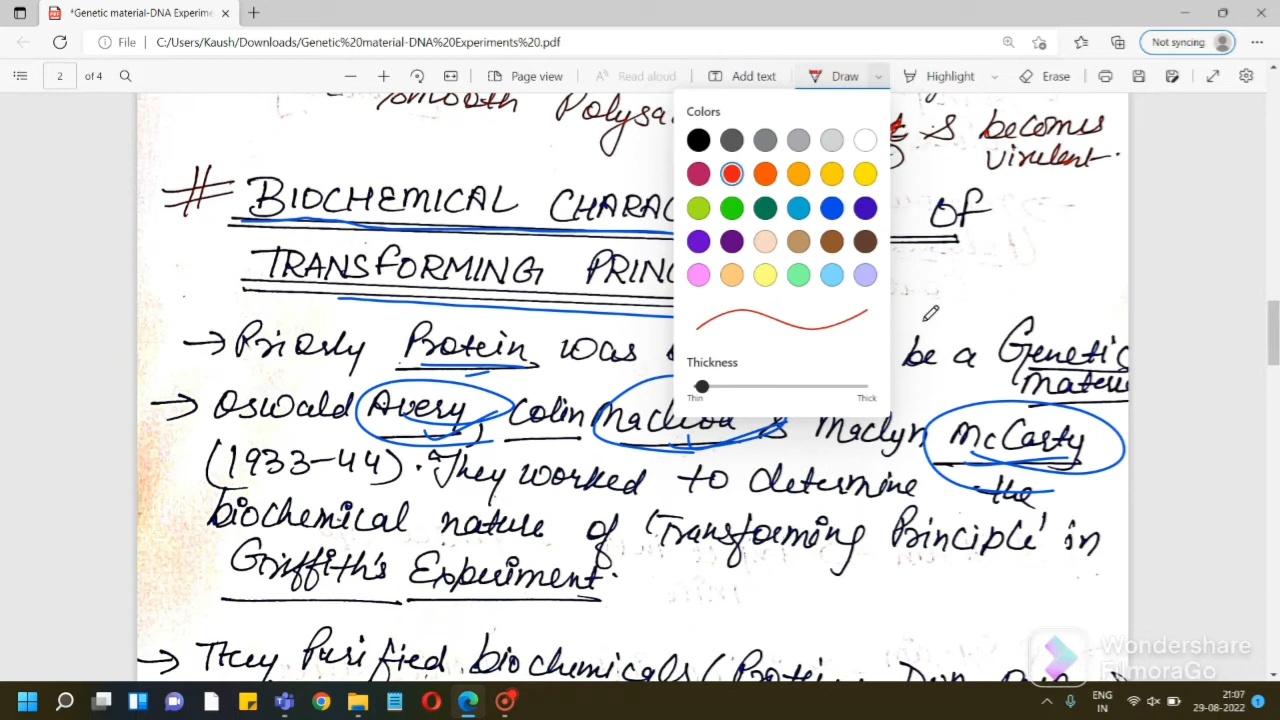 *Genetic material-DNA Experiments
File C:/Users/Kaush/Downloads/Genetic%20material-DNA%20Experiments%20.pdf Not syncing
2 of 4 Page view Read aloud Add text Draw Highlight Erase
Smooth Polysa
s becomes
virulent.
Colors
# BIOCHEMICAL CHARAC OF
TRANSFORMING PRINC
Thickness
Thin Thick
→ Priorly Protein was be a Genetic
→ Oswald Avery, Colin Macleod & Maclyn McCarty
(1933-44). They worked to determine the
biochemical nature of 'Transforming Principle' in
Griffith's Experiment.
→ They Purified biochemicals (Protein,
Wondershare
FilmoraGo
ENG
IN
21:07
29-08-2022